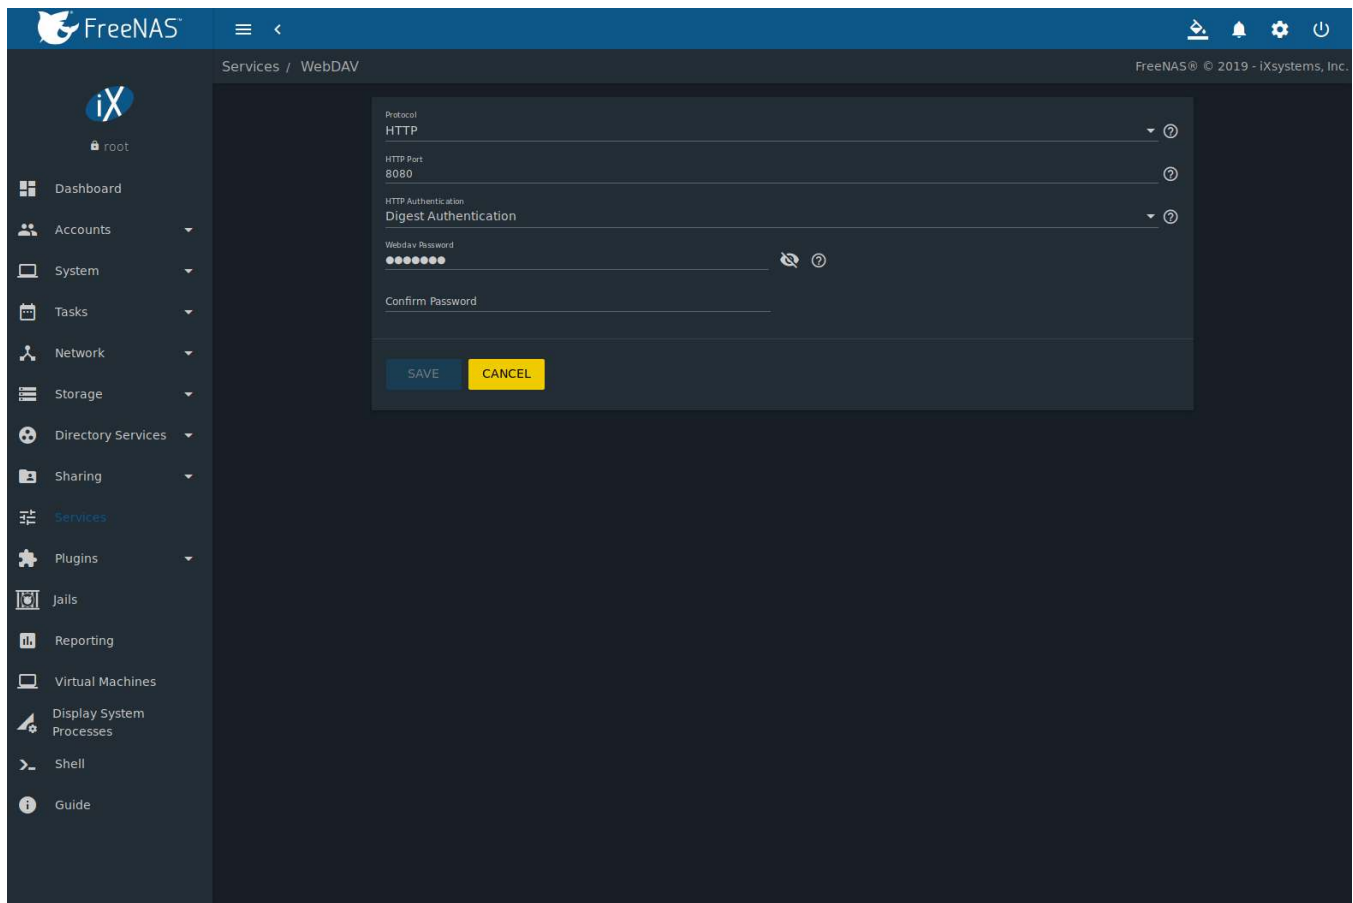 FreeNAS
Services / WebDAV
FreeNAS® © 2019 - iXsystems, Inc.
iX
root
Dashboard
Accounts
System
Tasks
Network
Storage
Directory Services
Sharing
Services
Plugins
Jails
Reporting
Virtual Machines
Display System
Processes
Shell
Guide
Protocol
HTTP
HTTP Port
8080
HTTP Authentication
Digest Authentication
Webdav Password
Confirm Password
SAVE
CANCEL